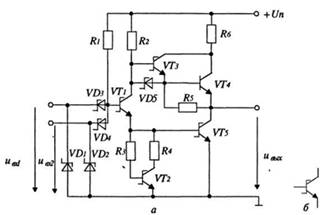 +Uп
R1 R2 R6
VT3
VD3 VT1 VD5 VT4
VD4 R5
VT5
uвх1 uвх2 VD1 VD2 R3 R4 uвых
VT2
а б